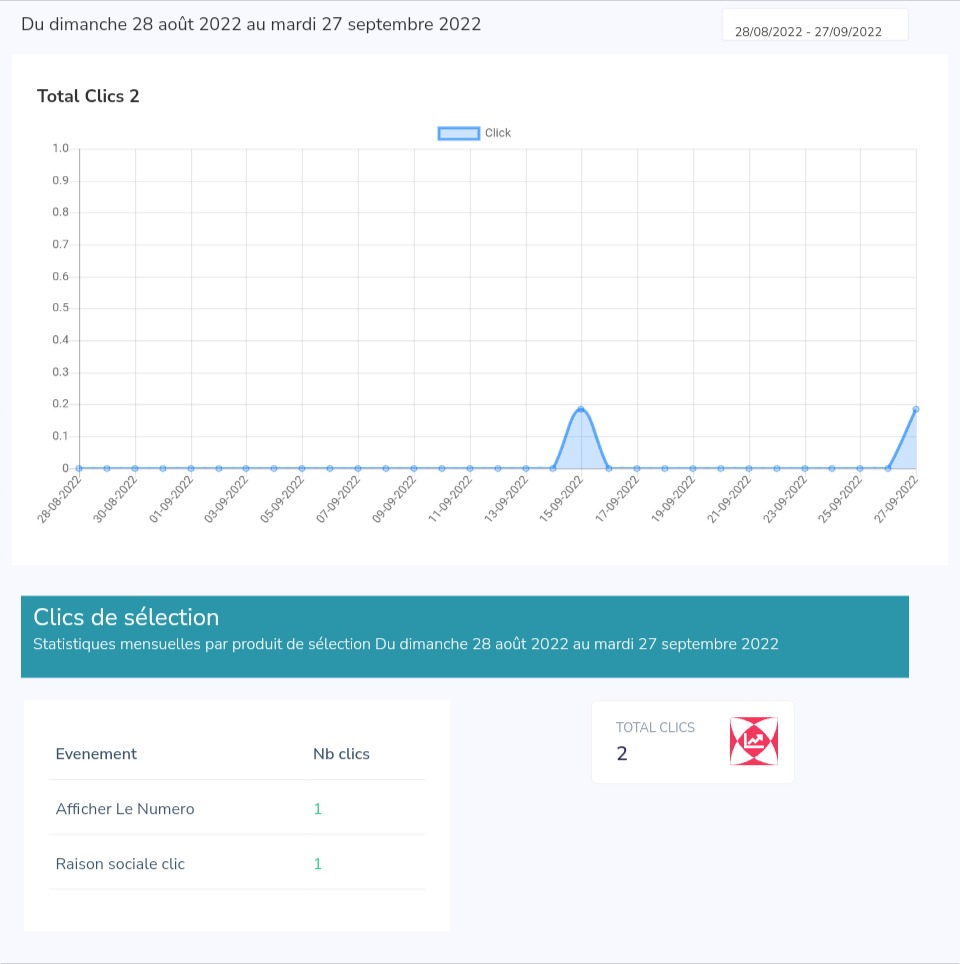 Du dimanche 28 août 2022 au mardi 27 septembre 2022
28/08/2022 - 27/09/2022
Total Clics 2
Click
1.0
0.9
0.8
0.7
0.6
0.5
0.4
0.3
0.2
0.1
0
28-08-2022 30-08-2022 01-09-2022 03-09-2022 05-09-2022 07-09-2022 09-09-2022 11-09-2022 13-09-2022 15-09-2022 17-09-2022 19-09-2022 21-09-2022 23-09-2022 25-09-2022 27-09-2022
Clics de sélection
Statistiques mensuelles par produit de sélection Du dimanche 28 août 2022 au mardi 27 septembre 2022
Evenement Nb clics
Afficher Le Numero 1
Raison sociale clic 1
TOTAL CLICS
2